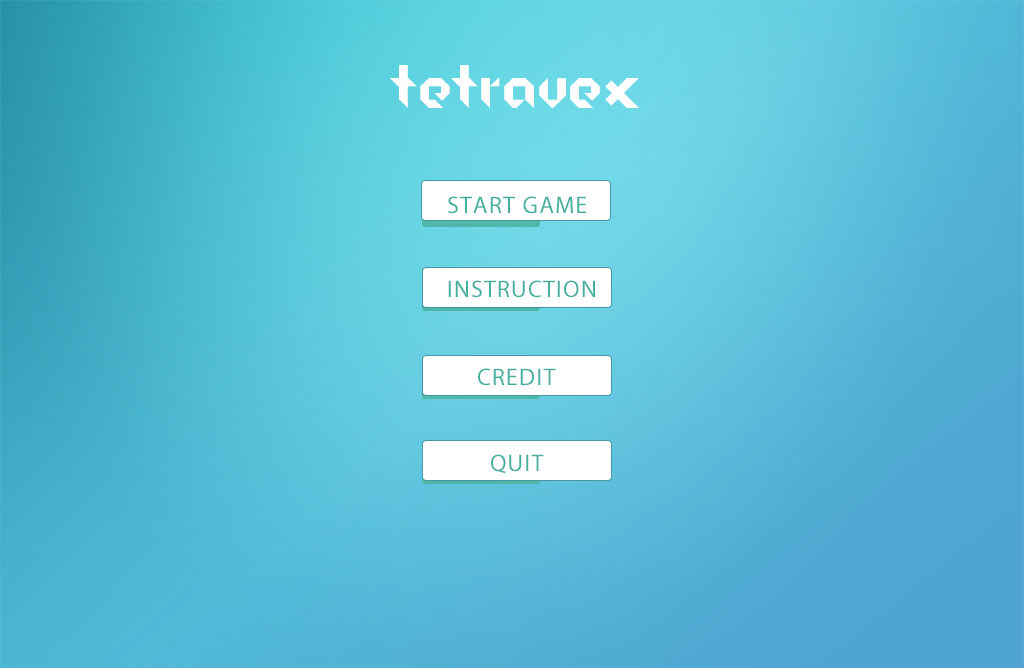 tetravex
START GAME
INSTRUCTION
CREDIT
QUIT